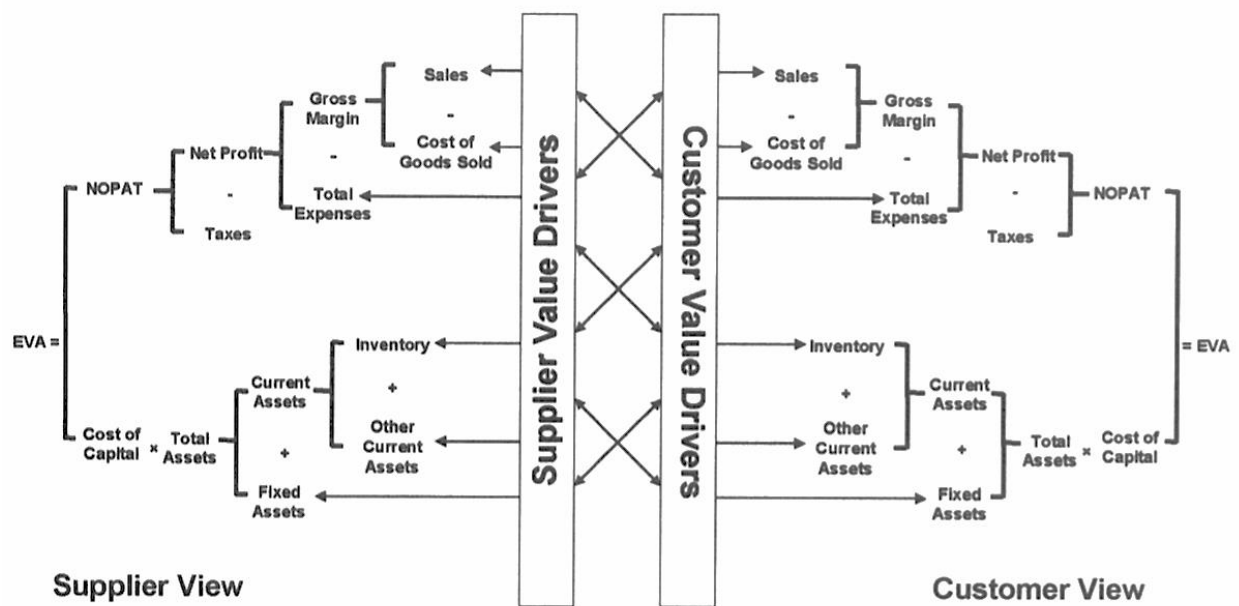 Sales
Gross
Margin
-
Cost of
Goods Sold
Net Profit
-
NOPAT
-
Total
Expenses
Taxes
EVA =
Inventory
Current
Assets
+
Other
Current
Assets
Cost of
Capital
×
Total
Assets
+
Fixed
Assets
Supplier View
Supplier Value Drivers
Customer Value Drivers
Sales
-
Gross
Margin
Cost of
Goods Sold
-
Net Profit
Total
Expenses
-
NOPAT
Taxes
= EVA
Inventory
+
Current
Assets
Other
Current
Assets
+
Total
Assets
×
Cost of
Capital
Fixed
Assets
Customer View